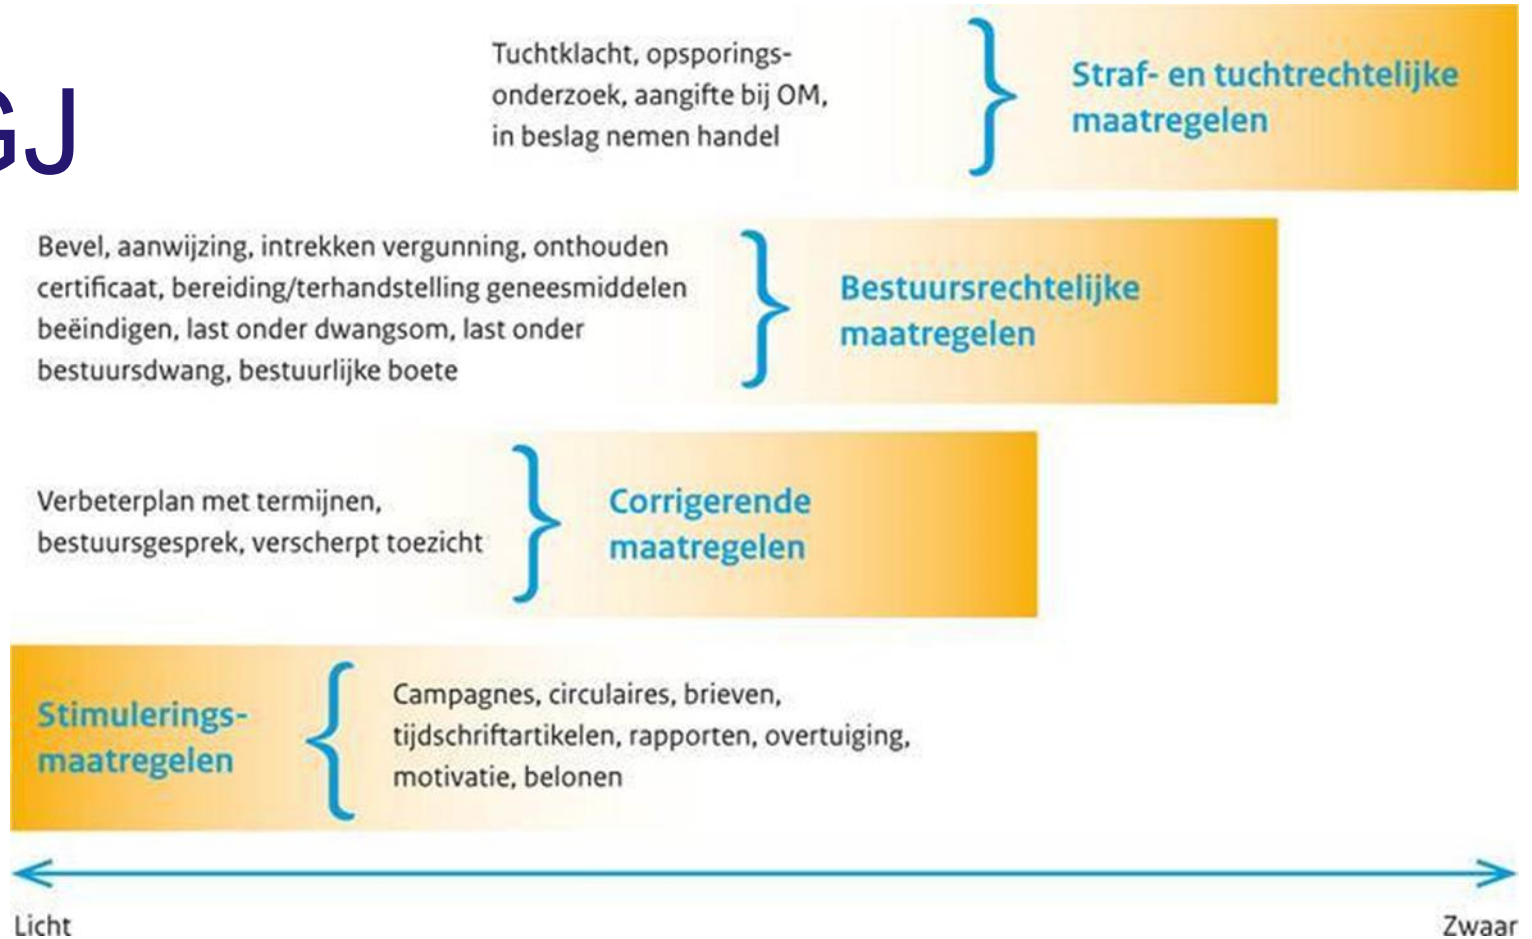 GJ
Tuchtklacht, opsporings-
onderzoek, aangifte bij OM,
in beslag nemen handel
Straf- en tuchtrechtelijke
maatregelen
Bevel, aanwijzing, intrekken vergunning, onthouden
certificaat, bereiding/terhandstelling geneesmiddelen
beëindigen, last onder dwangsom, last onder
bestuursdwang, bestuurlijke boete
Bestuursrechtelijke
maatregelen
Verbeterplan met termijnen,
bestuursgesprek, verscherpt toezicht
Corrigerende
maatregelen
Stimulerings-
maatregelen
Campagnes, circulaires, brieven,
tijdschriftartikelen, rapporten, overtuiging,
motivatie, belonen
Licht
Zwaar